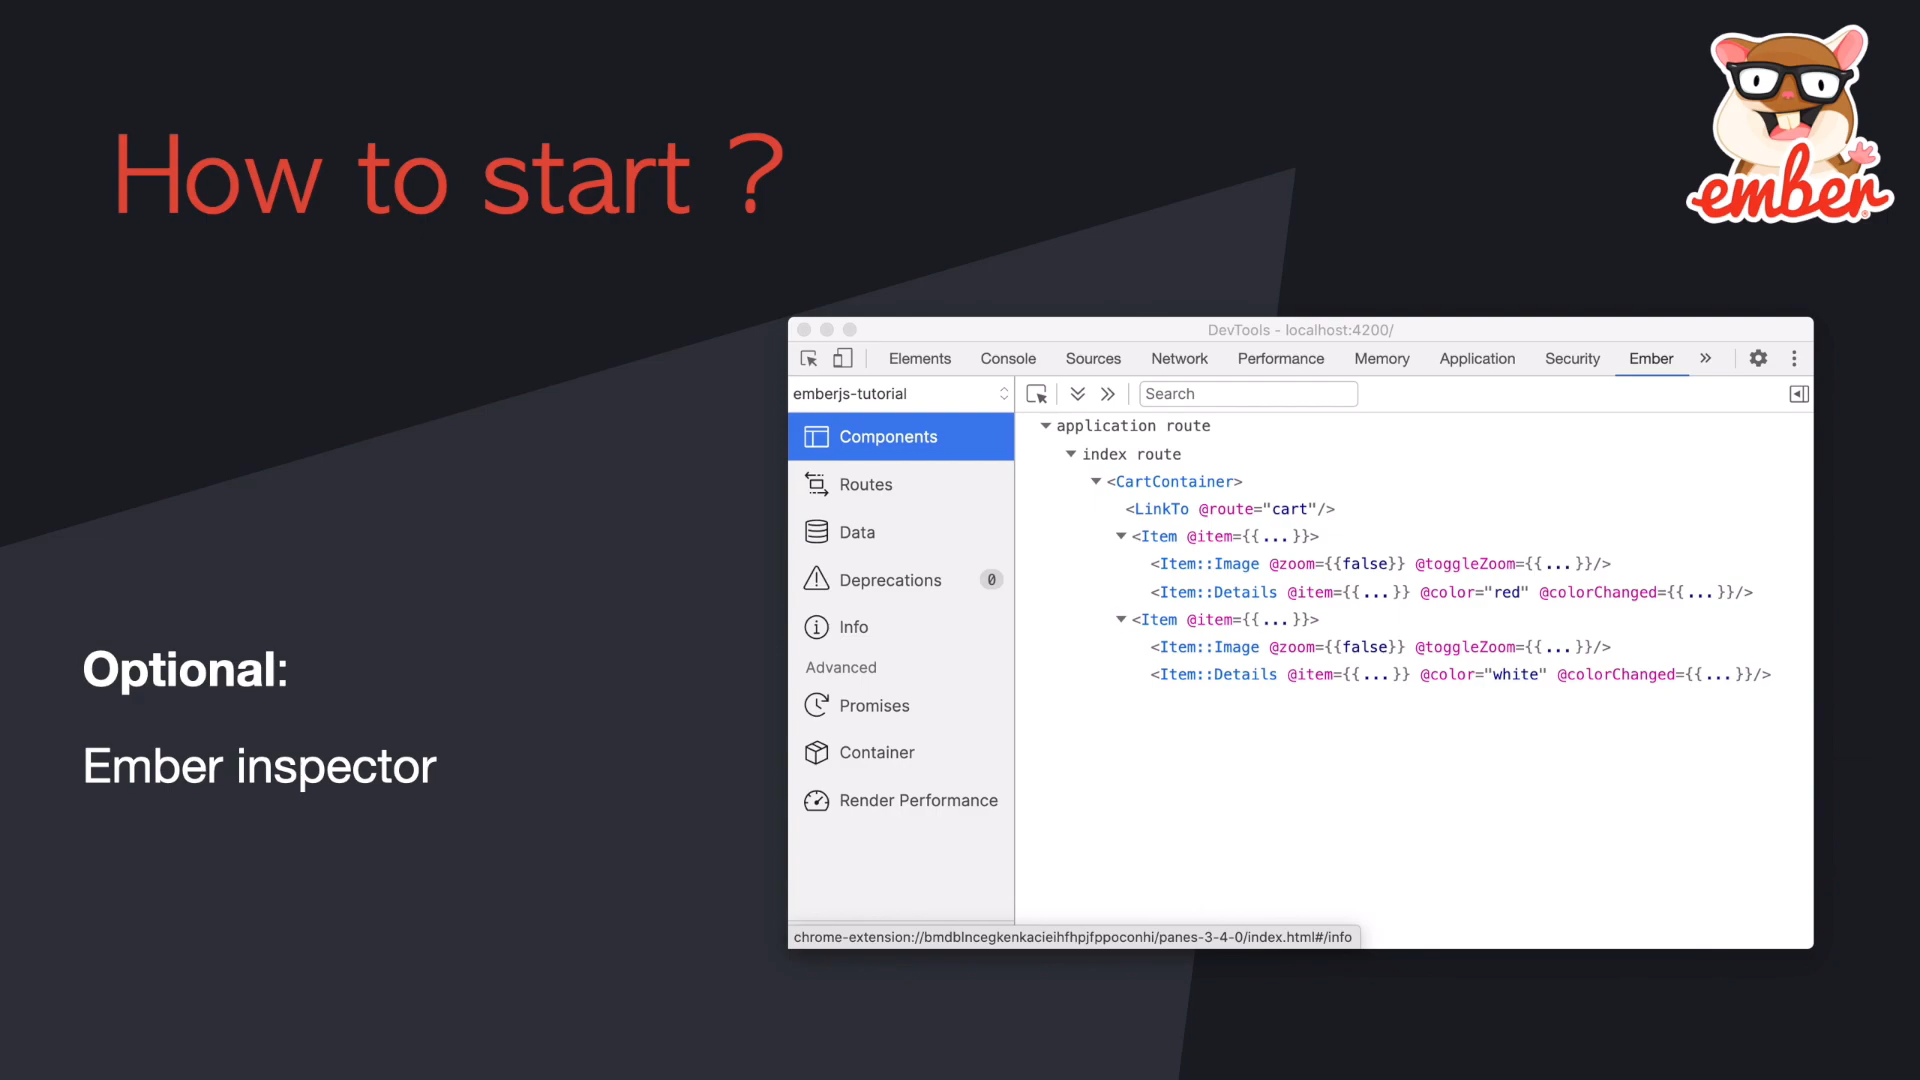 How to start ?
ember
Optional:
Ember inspector
DevTools - localhost:4200/
Elements Console Sources Network Performance Memory Application Security Ember »
emberjs-tutorial
Search
Components
Routes
Data
Deprecations 0
Info
Advanced
Promises
Container
Render Performance
application route
index route
<CartContainer>
<LinkTo @route="cart"/>
<Item @item={{...}}>
<Item::Image @zoom={{false}} @toggleZoom={{...}}/>
<Item::Details @item={{...}} @color="red" @colorChanged={{...}}/>
<Item @item={{...}}>
<Item::Image @zoom={{false}} @toggleZoom={{...}}/>
<Item::Details @item={{...}} @color="white" @colorChanged={{...}}/>
chrome-extension://bmdblncegkenkacieihfhpjfppoconhi/panes-3-4-0/index.html#/info